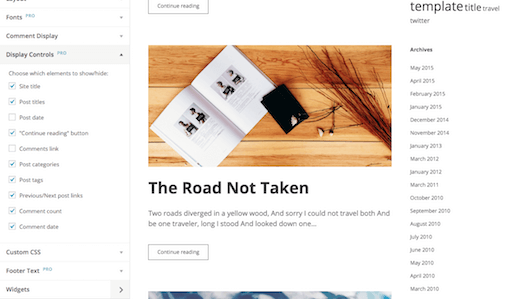 Fonts PRO
Comment Display
Display Controls PRO
Choose which elements to show/hide:
Site title
Post titles
Post date
"Continue reading" button
Comments link
Post categories
Post tags
Previous/Next post links
Comment count
Comment date
Custom CSS
Footer Text PRO
Widgets
Continue reading
The Road Not Taken
Two roads diverged in a yellow wood, And sorry I could not travel both And
be one traveler, long I stood And looked down one...
Continue reading
template title travel
twitter
Archives
May 2015
April 2015
February 2015
January 2015
December 2014
November 2014
January 2013
March 2012
January 2012
March 2011
October 2010
September 2010
August 2010
July 2010
June 2010
May 2010
April 2010
March 2010